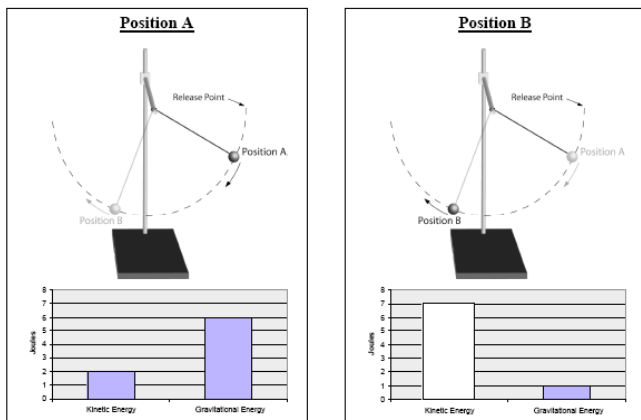 Position A
Release Point
Position A
Position B
8
7
6
5
4
3
2
1
0
Joules
Kinetic Energy
Gravitational Energy
Position B
Release Point
Position A
Position B
8
7
6
5
4
3
2
1
0
Joules
Kinetic Energy
Gravitational Energy